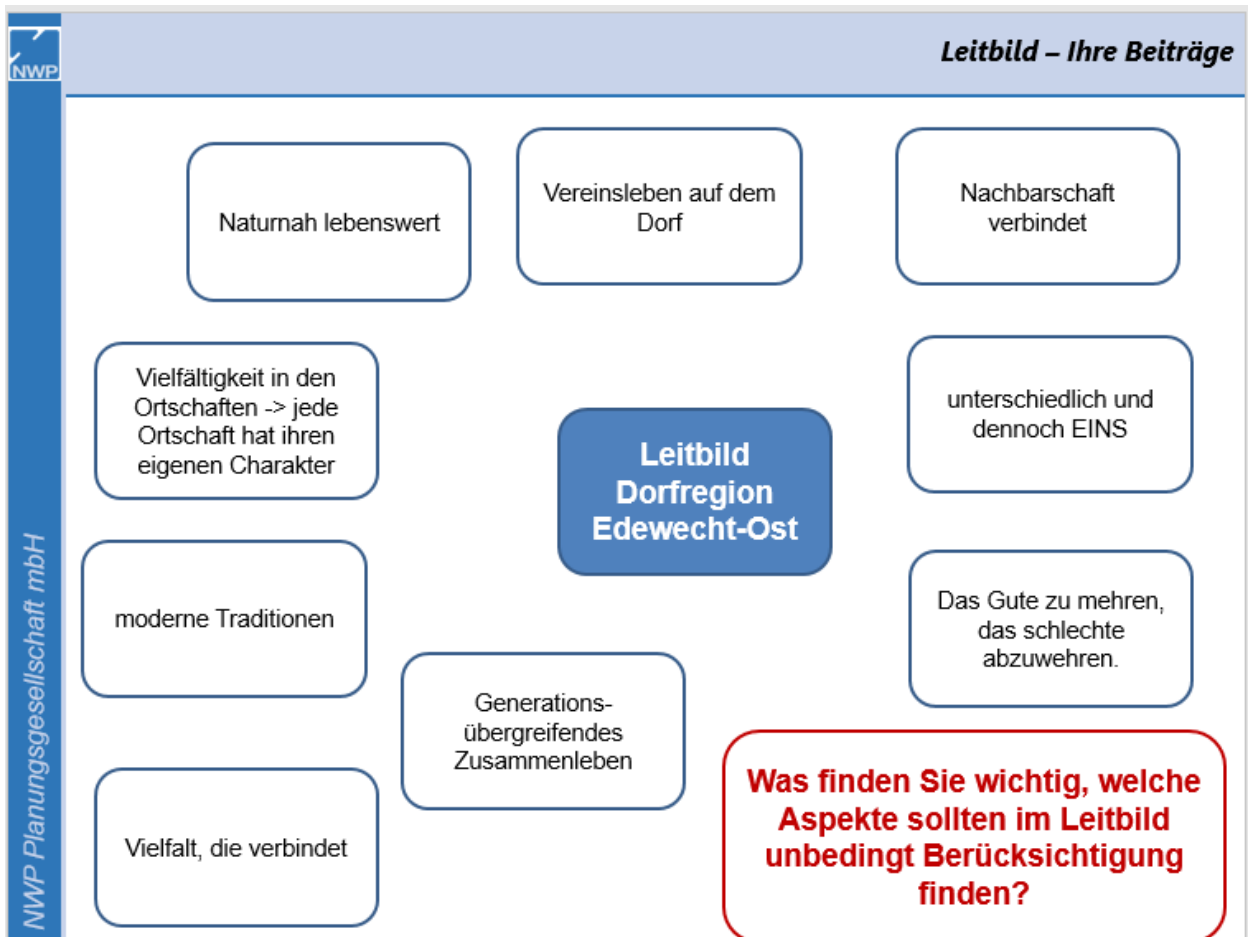 NWP
Leitbild – Ihre Beiträge
Naturnah lebenswert
Vereinsleben auf dem
Dorf
Nachbarschaft
verbindet
Vielfältigkeit in den
Ortschaften -> jede
Ortschaft hat ihren
eigenen Charakter
unterschiedlich und
dennoch EINS
Leitbild
Dorfregion
Edewecht-Ost
moderne Traditionen
Das Gute zu mehren,
das schlechte
abzuwehren.
Generations-
übergreifendes
Zusammenleben
Vielfalt, die verbindet
Was finden Sie wichtig, welche
Aspekte sollten im Leitbild
unbedingt Berücksichtigung
finden?
NWP Planungsgesellschaft mbH